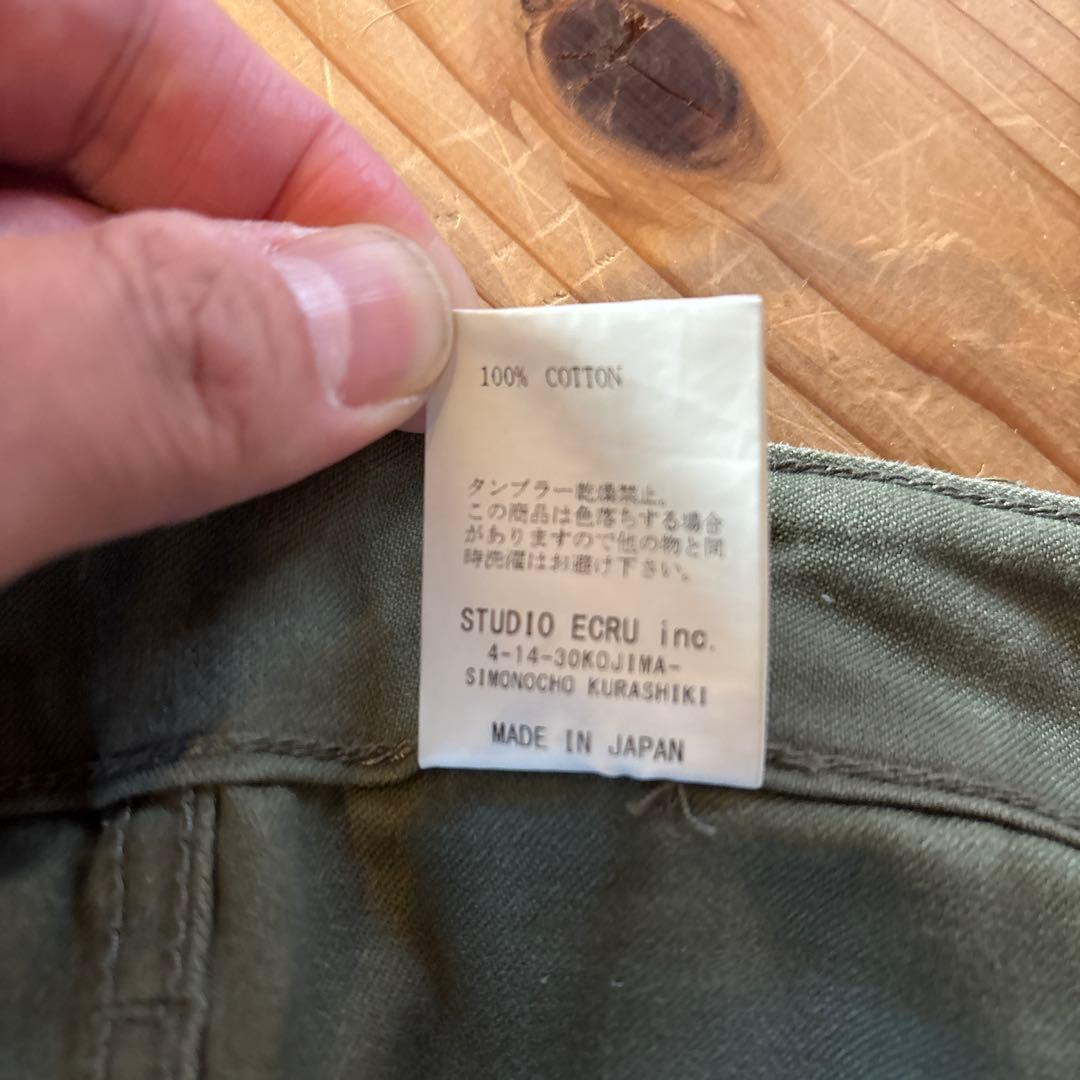 100% COTTON
タンブラー乾燥禁止。
この商品は色落ちする場合
がありますので他の物と同
時洗濯はお避け下さい。
STUDIO ECRU inc.
4-14-30KOJIMA-
SIMONOCHO KURASHIKI
MADE IN JAPAN